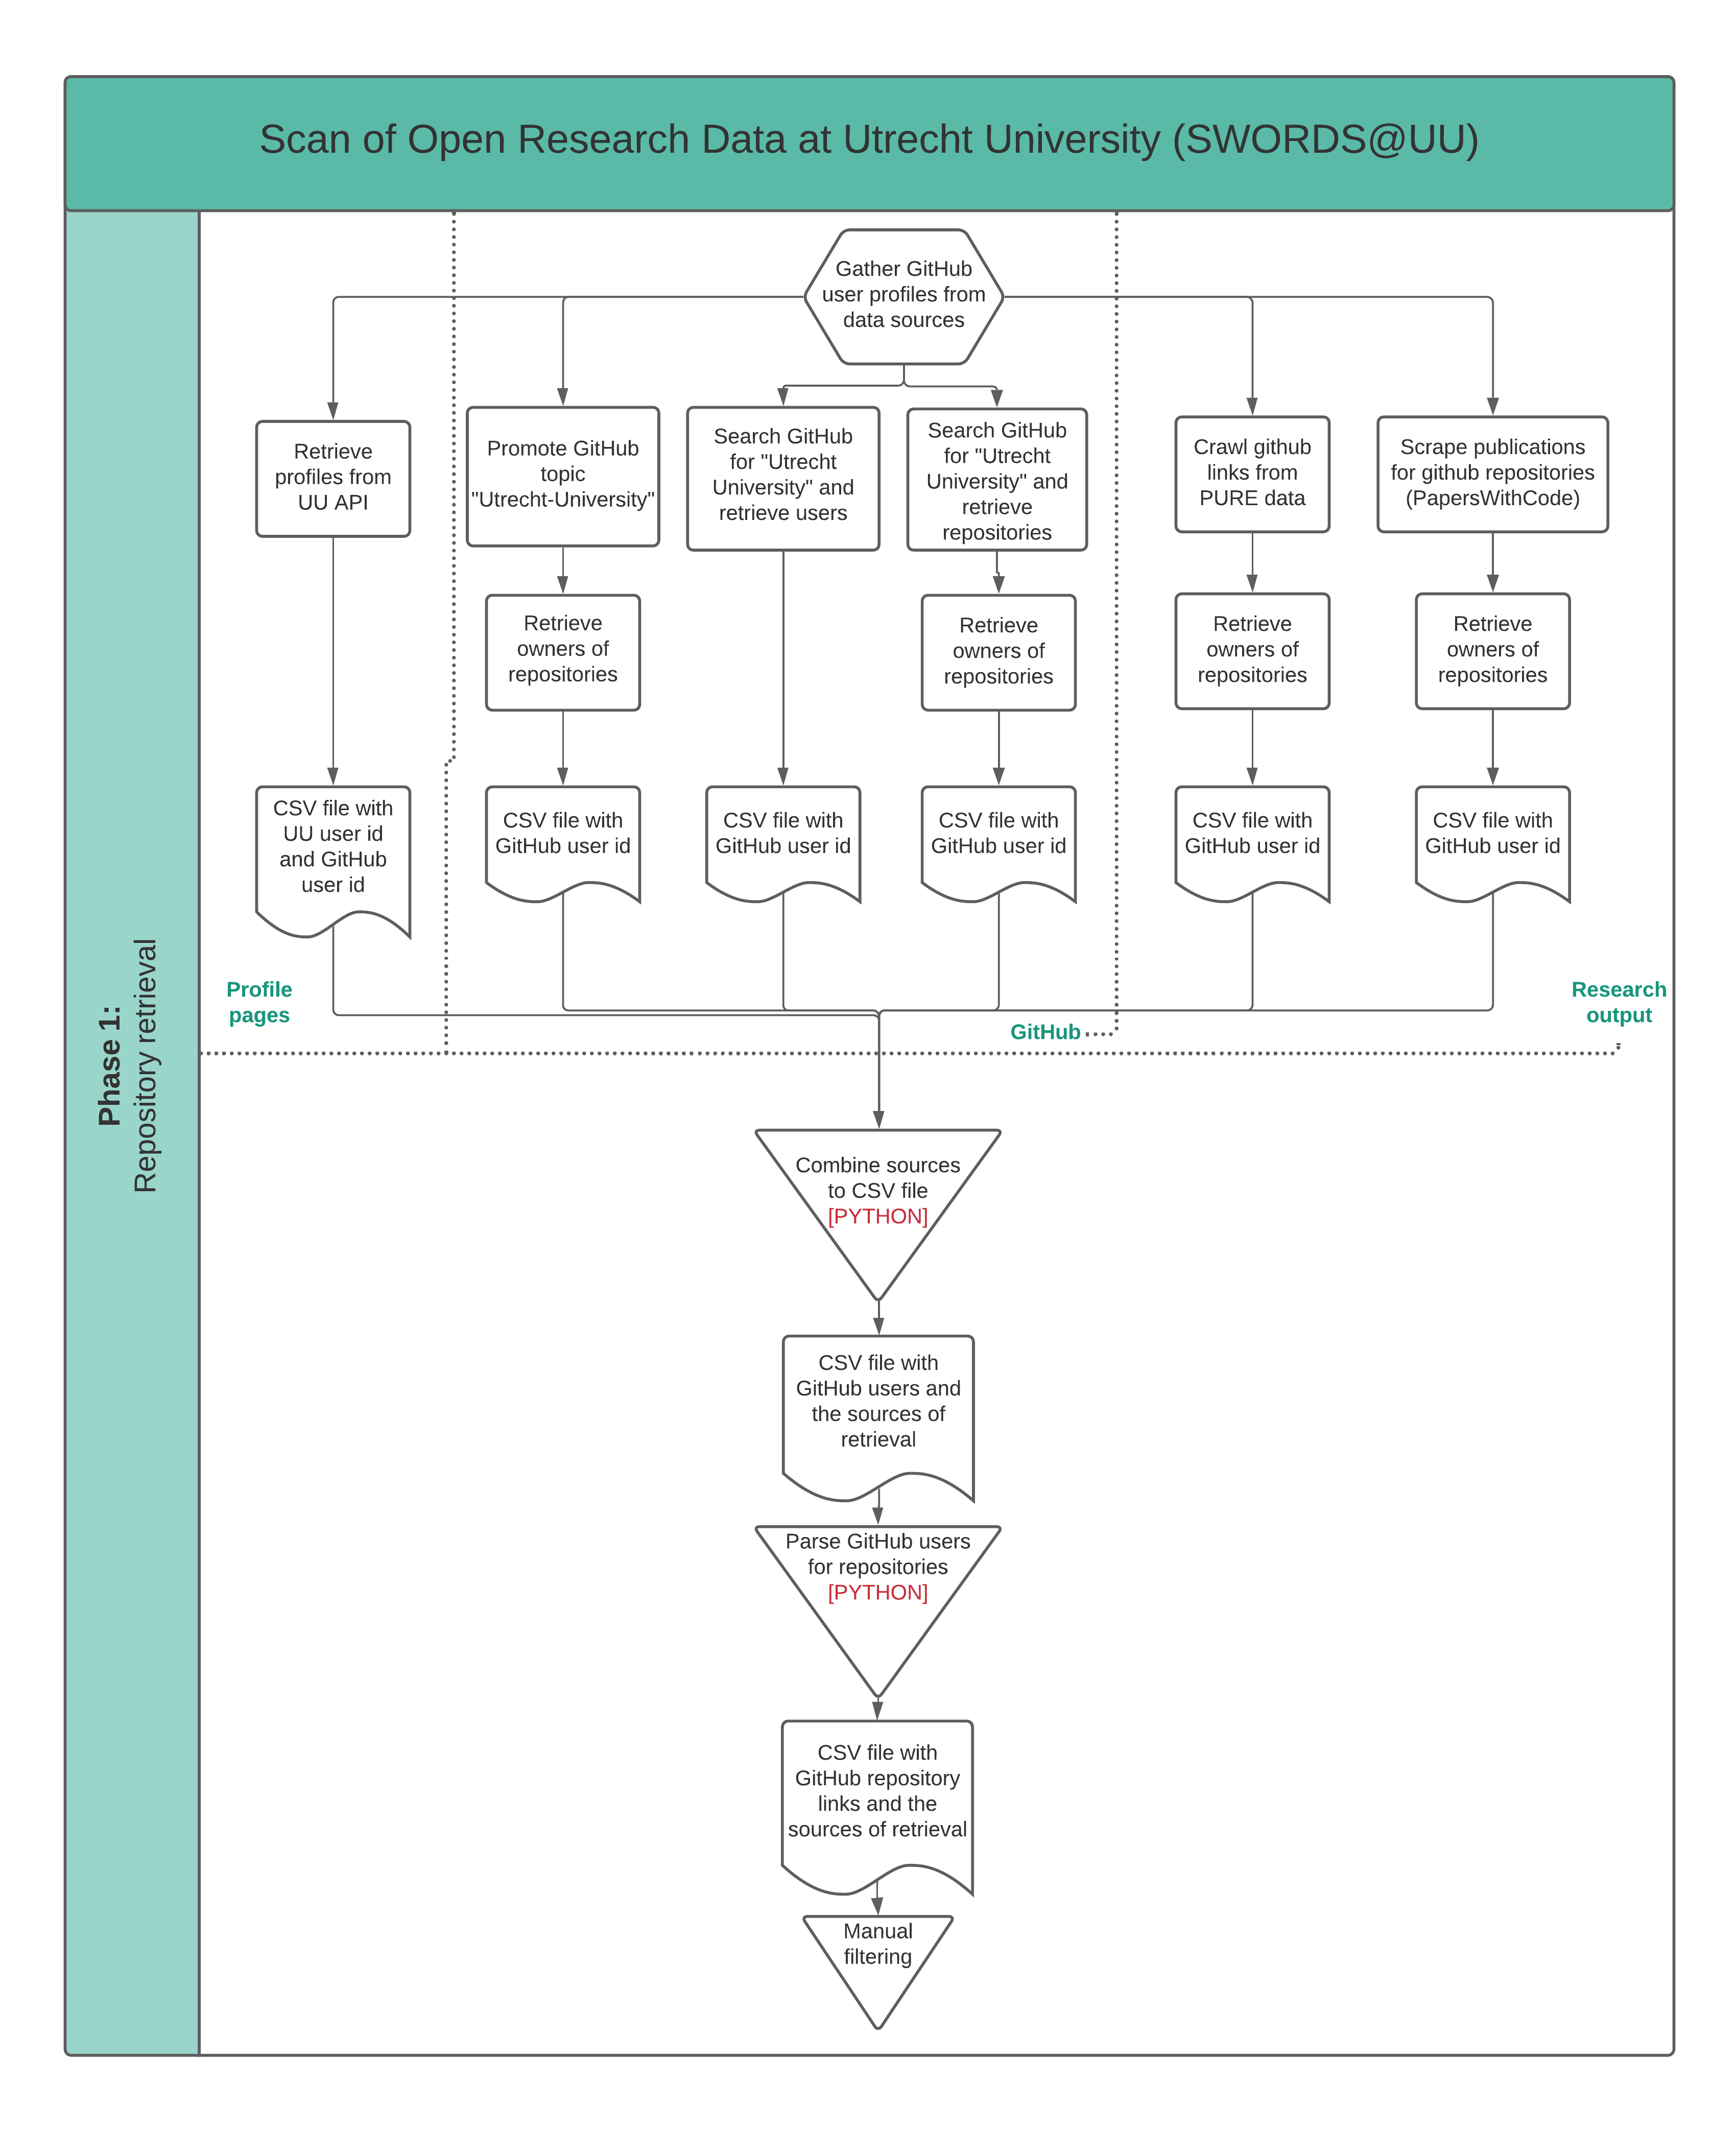 Scan of Open Research Data at Utrecht University (SWORDS@UU)
Phase 1:
Repository retrieval
Gather GitHub
user profiles from
data sources
Retrieve
profiles from
UU API
Promote GitHub
topic
"Utrecht-University"
Search GitHub
for "Utrecht
University" and
retrieve users
Search GitHub
for "Utrecht
University" and
retrieve
repositories
Crawl github
links from
PURE data
Scrape publications
for github repositories
(PapersWithCode)
Retrieve
owners of
repositories
Retrieve
owners of
repositories
Retrieve
owners of
repositories
Retrieve
owners of
repositories
CSV file with
UU user id
and GitHub
user id
CSV file with
GitHub user id
CSV file with
GitHub user id
CSV file with
GitHub user id
CSV file with
GitHub user id
CSV file with
GitHub user id
Profile
pages
GitHub
Research
output
Combine sources
to CSV file
[PYTHON]
CSV file with
GitHub users and
the sources of
retrieval
Parse GitHub users
for repositories
[PYTHON]
CSV file with
GitHub repository
links and the
sources of retrieval
Manual
filtering